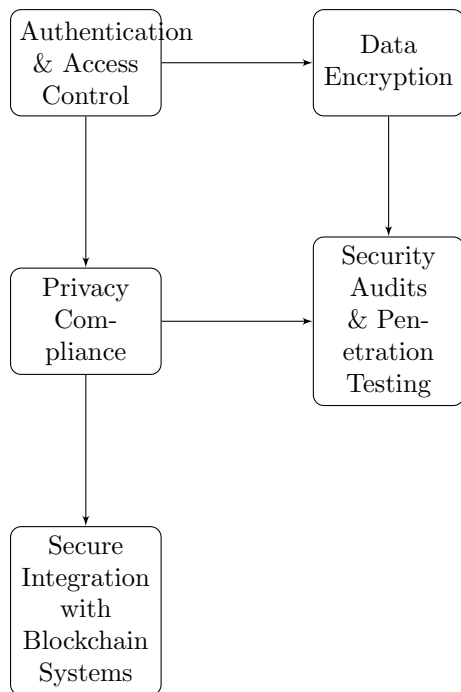 Authentication
& Access
Control
Data
Encryption
Privacy
Com-
pliance
Security
Audits
& Pen-
etration
Testing
Secure
Integration
with
Blockchain
Systems